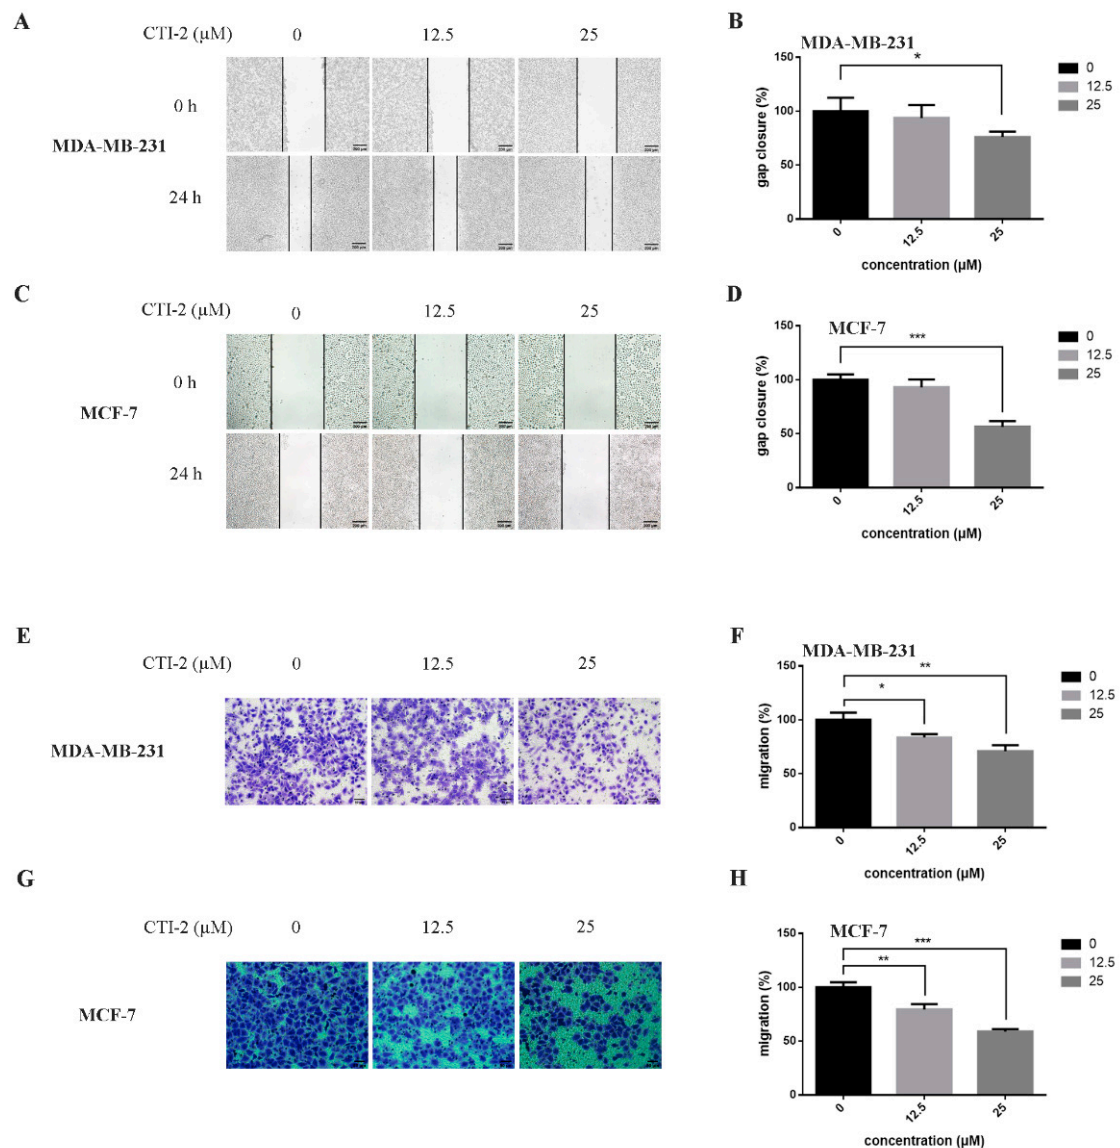 A
CTI-2 (µM) 0 12.5 25
MDA-MB-231
0 h
24 h
B
MDA-MB-231
*
gap closure (%)
150
100
50
0
0 12.5 25
concentration (µM)
0
12.5
25
C
CTI-2 (µM) 0 12.5 25
MCF-7
0 h
24 h
D
MCF-7
***
gap closure (%)
150
100
50
0
0 12.5 25
concentration (µM)
0
12.5
25
E
CTI-2 (µM) 0 12.5 25
MDA-MB-231
F
MDA-MB-231
**
*
migration (%)
150
100
50
0
0 12.5 25
concentration (µM)
0
12.5
25
G
CTI-2 (µM) 0 12.5 25
MCF-7
H
MCF-7
***
**
migration (%)
150
100
50
0
0 12.5 25
concentration (µM)
0
12.5
25